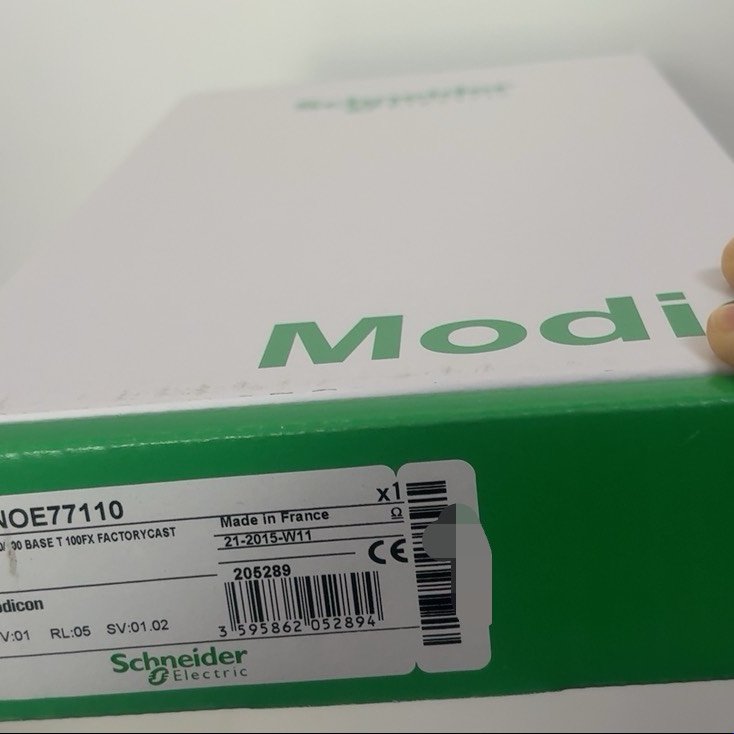 Schneider
Modi
NOE77110
x1
00 BASE T 100FX FACTORYCAST
Made in France
Ω
21-2015-W11
CE
205289
odicon
V:01 RL:05 SV:01.02
3 595862 052894
Schneider
Electric